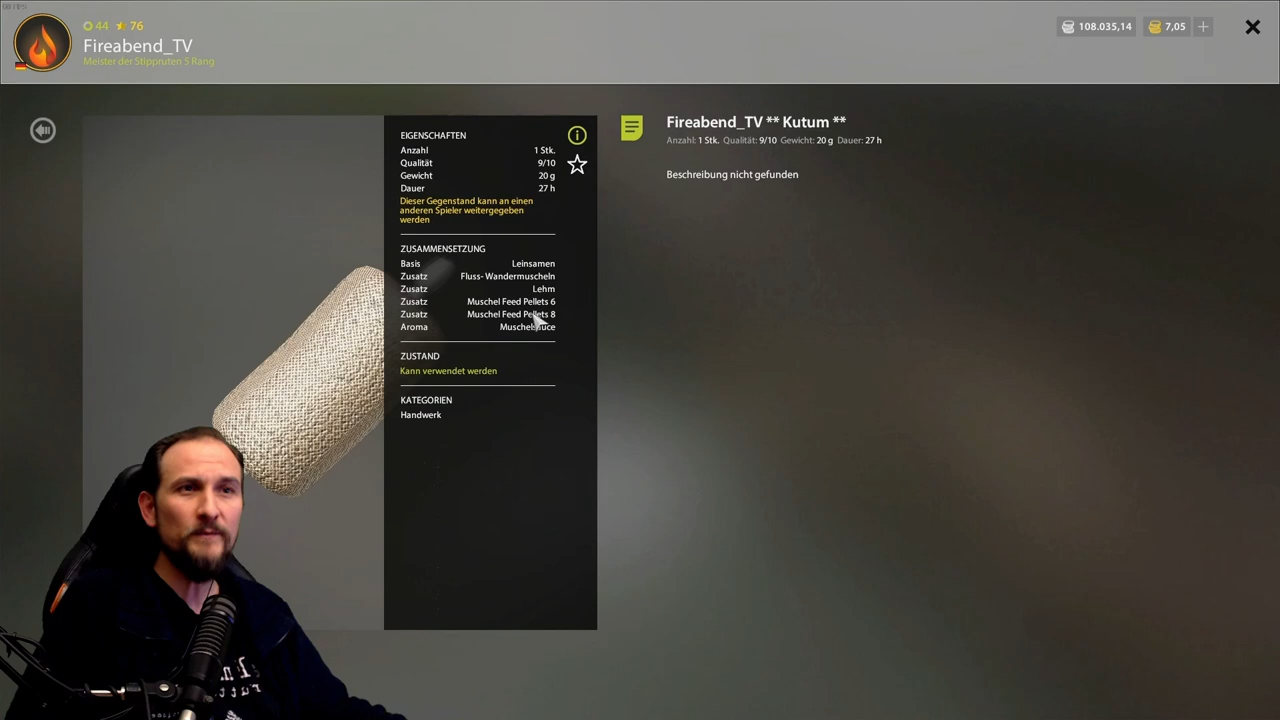 44 76
Fireabend_TV
Meister der Stippruten 5 Rang
108.035,14 7,05 +
EIGENSCHAFTEN
Anzahl 1 Stk.
Qualität 9/10
Gewicht 20 g
Dauer 27 h
Dieser Gegenstand kann an einen
anderen Spieler weitergegeben
werden
ZUSAMMENSETZUNG
Basis Leinsamen
Zusatz Fluss- Wandermuscheln
Zusatz Lehm
Zusatz Muschel Feed Pellets 6
Zusatz Muschel Feed Pellets 8
Aroma Muschelsauce
ZUSTAND
Kann verwendet werden
KATEGORIEN
Handwerk
Fireabend_TV ** Kutum **
Anzahl: 1 Stk. Qualität: 9/10 Gewicht: 20 g Dauer: 27 h
Beschreibung nicht gefunden